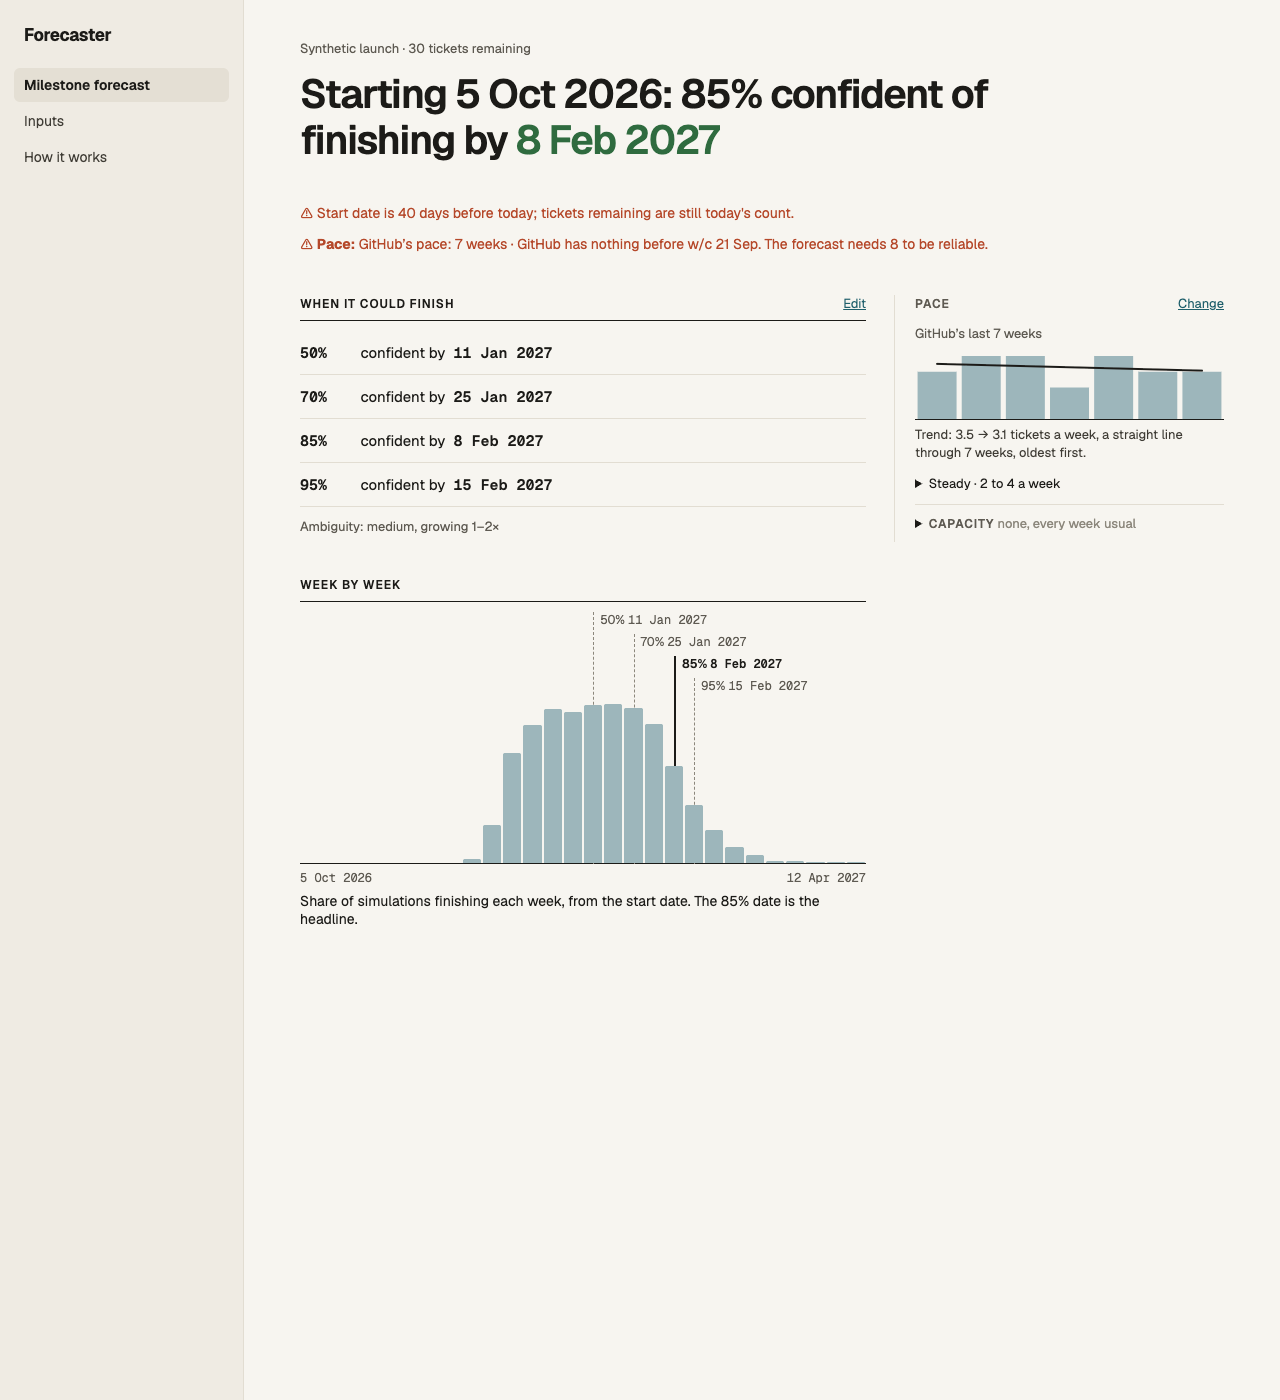 Forecaster
Milestone forecast
Inputs
How it works
Synthetic launch · 30 tickets remaining
Starting 5 Oct 2026: 85% confident of
finishing by 8 Feb 2027
⚠ Start date is 40 days before today; tickets remaining are still today's count.
⚠ Pace: GitHub's pace: 7 weeks · GitHub has nothing before w/c 21 Sep. The forecast needs 8 to be reliable.
WHEN IT COULD FINISH Edit
50% confident by 11 Jan 2027
70% confident by 25 Jan 2027
85% confident by 8 Feb 2027
95% confident by 15 Feb 2027
Ambiguity: medium, growing 1–2×
PACE Change
GitHub's last 7 weeks
Trend: 3.5 → 3.1 tickets a week, a straight line
through 7 weeks, oldest first.
▶ Steady · 2 to 4 a week
▶ CAPACITY none, every week usual
WEEK BY WEEK
50% 11 Jan 2027
70% 25 Jan 2027
85% 8 Feb 2027
95% 15 Feb 2027
5 Oct 2026 12 Apr 2027
Share of simulations finishing each week, from the start date. The 85% date is the
headline.